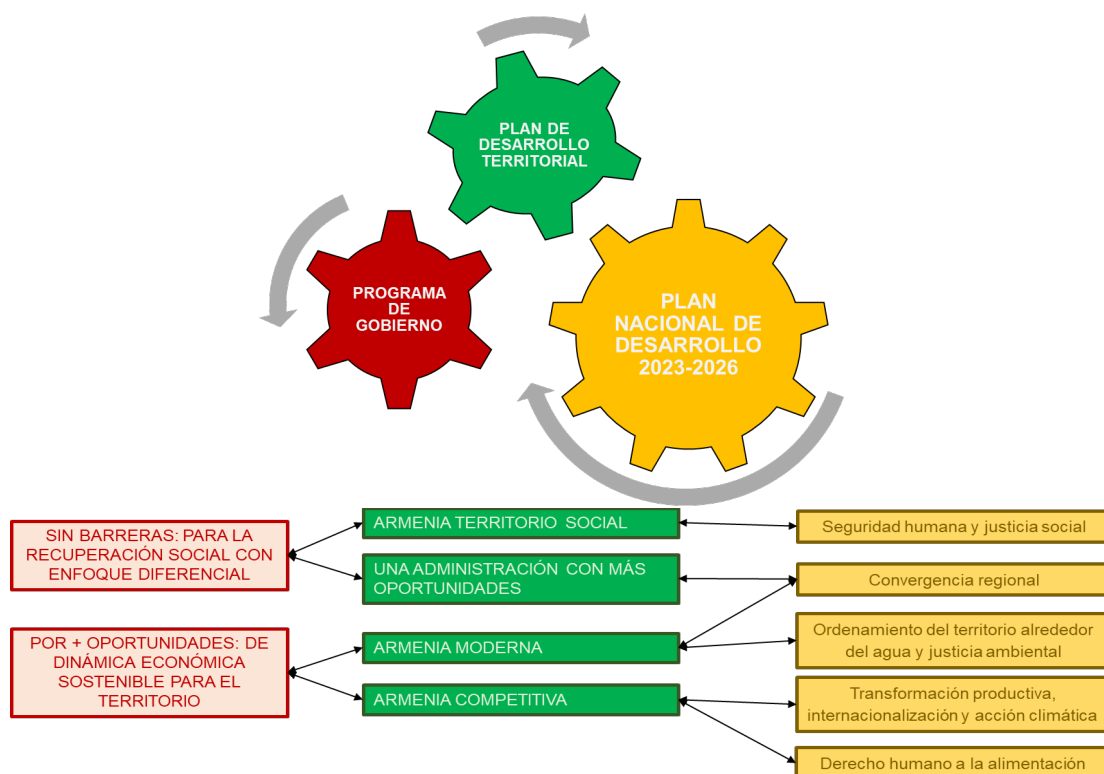 PLAN DE
DESARROLLO
TERRITORIAL
PROGRAMA
DE
GOBIERNO
PLAN
NACIONAL DE
DESARROLLO
2023-2026
SIN BARRERAS: PARA LA
RECUPERACIÓN SOCIAL CON
ENFOQUE DIFERENCIAL
POR + OPORTUNIDADES: DE
DINÁMICA ECONÓMICA
SOSTENIBLE PARA EL
TERRITORIO
ARMENIA TERRITORIO SOCIAL
UNA ADMINISTRACIÓN CON MÁS
OPORTUNIDADES
ARMENIA MODERNA
ARMENIA COMPETITIVA
Seguridad humana y justicia social
Convergencia regional
Ordenamiento del territorio alrededor
del agua y justicia ambiental
Transformación productiva,
internacionalización y acción climática
Derecho humano a la alimentación